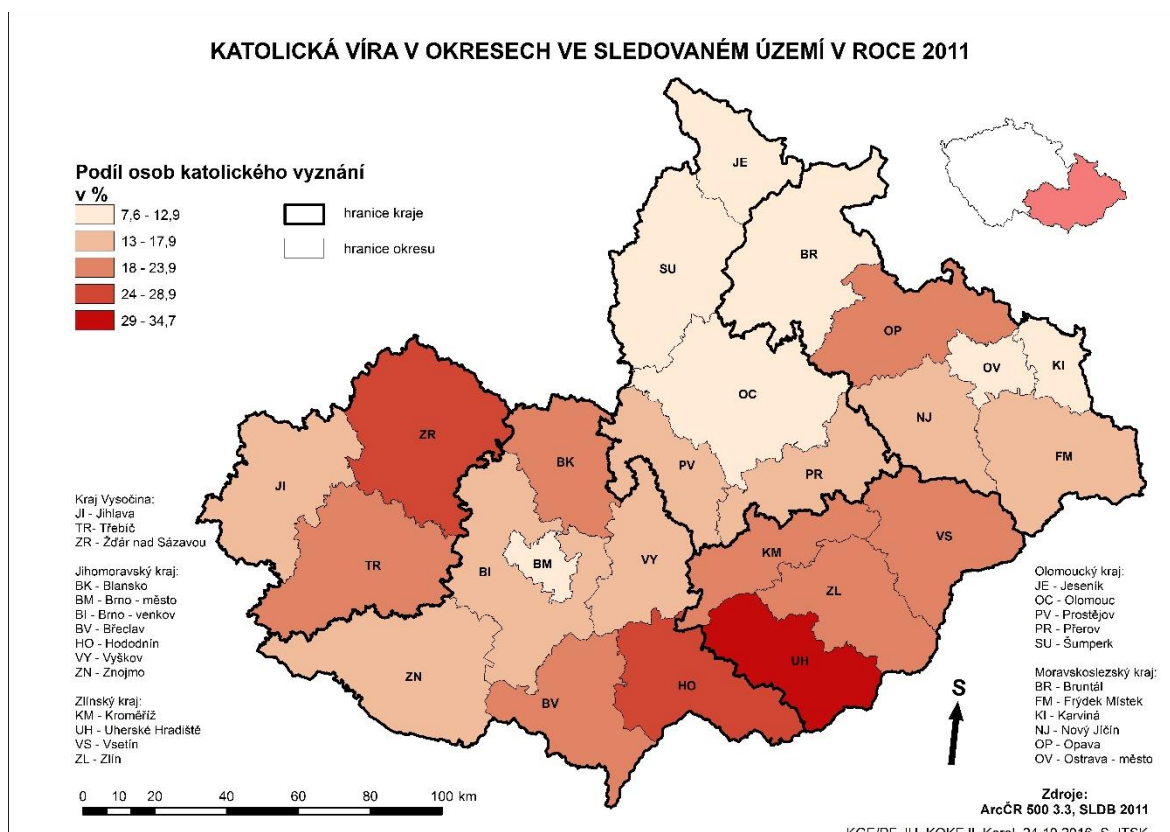 KATOLICKÁ VÍRA V OKRESECH VE SLEDOVANÉM ÚZEMÍ V ROCE 2011
Podíl osob katolického vyznání
v %
7,6 - 12,9
13 - 17,9
18 - 23,9
24 - 28,9
29 - 34,7
hranice kraje
hranice okresu
JE
SU
BR
OP
OV
KI
OC
NJ
FM
ZR
BK
PV
PR
JI
TR
BI
BM
VY
KM
VS
ZL
UH
ZN
BV
HO
Kraj Vysočina:
JI - Jihlava
TR- Třebíč
ZR - Žďár nad Sázavou
Jihomoravský kraj:
BK - Blansko
BM - Brno - město
BI - Brno - venkov
BV - Břeclav
HO - Hododnín
VY - Vyškov
ZN - Znojmo
Zlínský kraj:
KM - Kroměříž
UH - Uherské Hradiště
VS - Vsetín
ZL - Zlín
Olomoucký kraj:
JE - Jeseník
OC - Olomouc
PV - Prostějov
PR - Přerov
SU - Šumperk
Moravskoslezský kraj:
BR - Bruntál
FM - Frýdek Místek
KI - Karviná
NJ - Nový Jíčín
OP - Opava
OV - Ostrava - město
S
0 10 20 40 60 80 100 km
Zdroje:
ArcČR 500 3.3, SLDB 2011